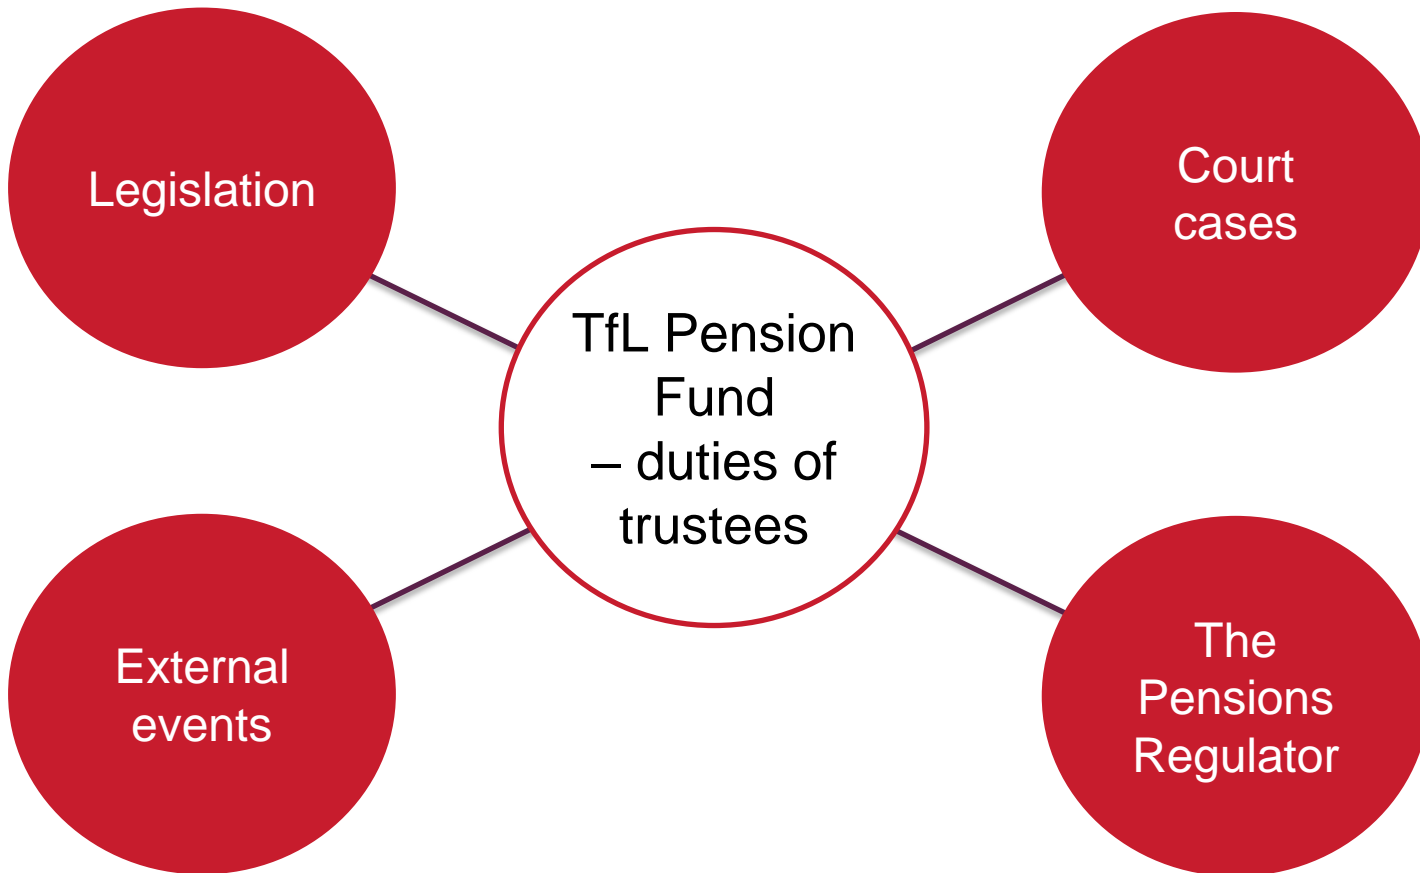 Legislation
Court
cases
TfL Pension
Fund
– duties of
trustees
External
events
The
Pensions
Regulator